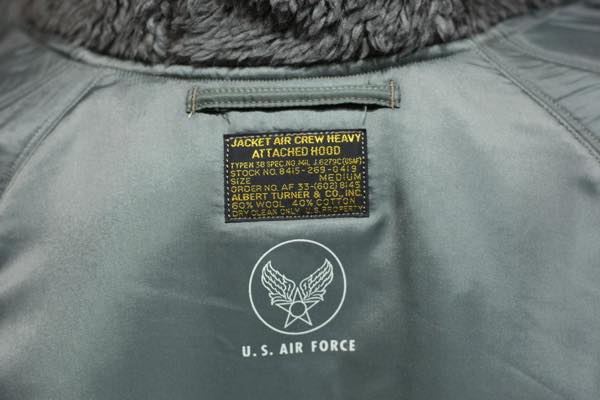 JACKET AIR CREW HEAVY
ATTACHED HOOD
TYPE N 3B SPEC. NO. MIL J.6279C (USAF)
STOCK NO. 8415-269-0419
SIZE MEDIUM
ORDER NO. AF 33-(602) 8145
ALBERT TURNER & CO., INC.
60% WOOL 40% COTTON
DRY CLEAN ONLY U.S. PROPERTY
U.S. AIR FORCE